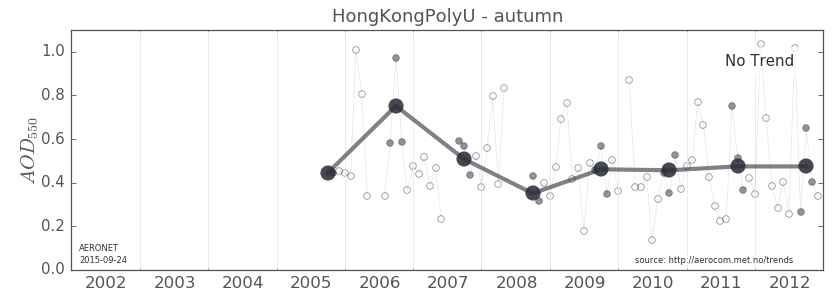 HongKongPolyU - autumn
No Trend
AOD550
1.0
0.8
0.6
0.4
0.2
0.0
AERONET
2015-09-24
source: http://aerocom.met.no/trends
2002 2003 2004 2005 2006 2007 2008 2009 2010 2011 2012